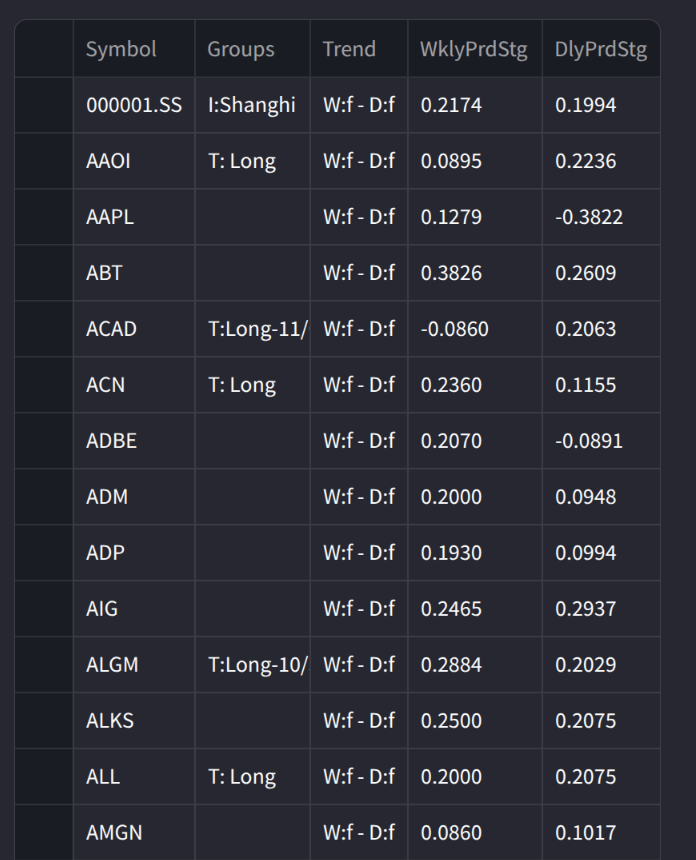 Symbol Groups Trend WklyPrdStg DlyPrdStg
000001.SS I:Shanghi W:f - D:f 0.2174 0.1994
AAOI T: Long W:f - D:f 0.0895 0.2236
AAPL W:f - D:f 0.1279 -0.3822
ABT W:f - D:f 0.3826 0.2609
ACAD T:Long-11/ W:f - D:f -0.0860 0.2063
ACN T: Long W:f - D:f 0.2360 0.1155
ADBE W:f - D:f 0.2070 -0.0891
ADM W:f - D:f 0.2000 0.0948
ADP W:f - D:f 0.1930 0.0994
AIG W:f - D:f 0.2465 0.2937
ALGM T:Long-10/ W:f - D:f 0.2884 0.2029
ALKS W:f - D:f 0.2500 0.2075
ALL T: Long W:f - D:f 0.2000 0.2075
AMGN W:f - D:f 0.0860 0.1017